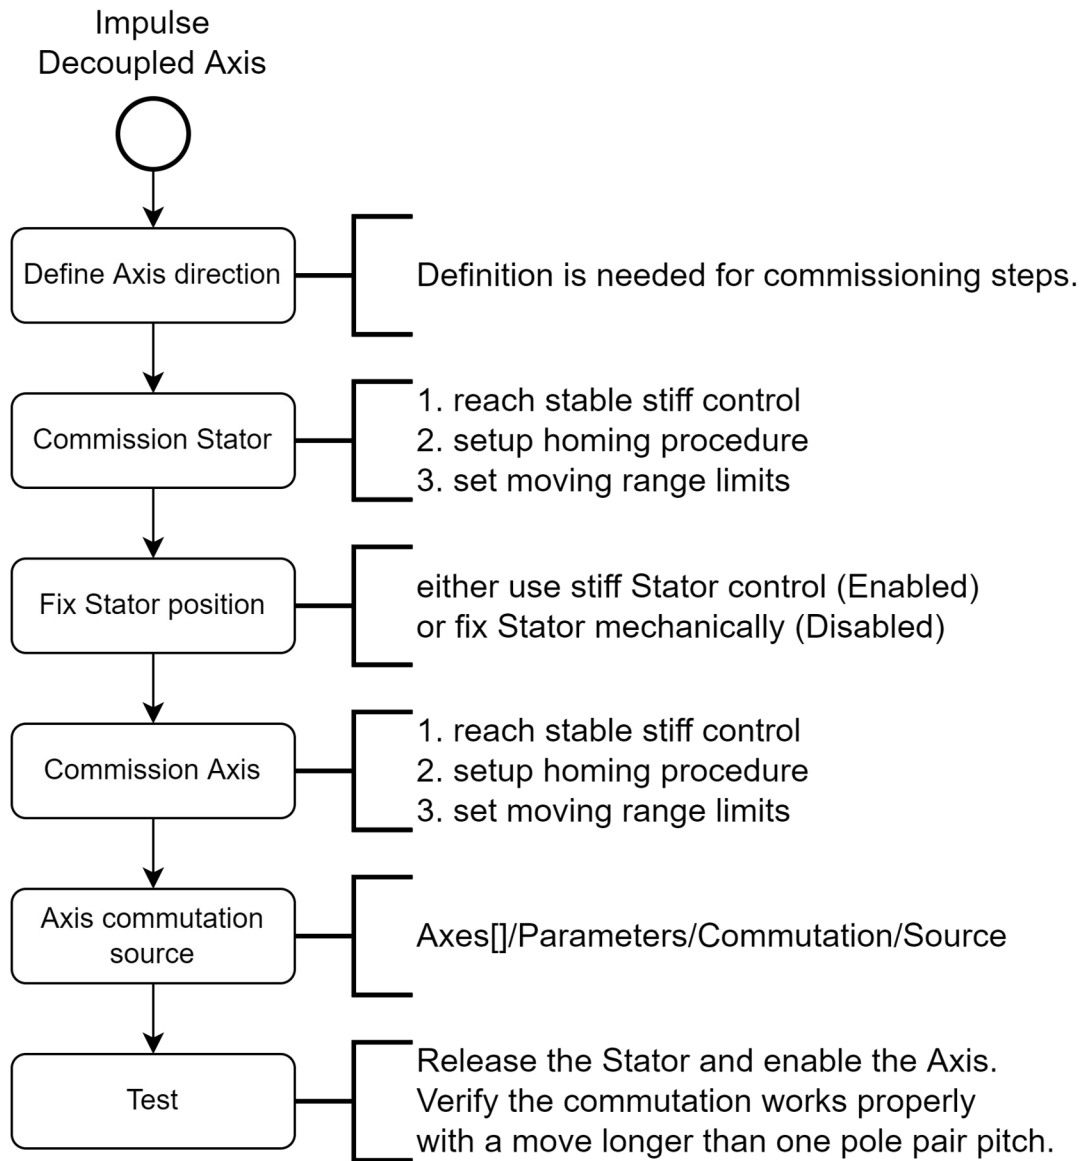 Impulse
Decoupled Axis
Define Axis direction
Definition is needed for commissioning steps.
Commission Stator
1. reach stable stiff control
2. setup homing procedure
3. set moving range limits
Fix Stator position
either use stiff Stator control (Enabled)
or fix Stator mechanically (Disabled)
Commission Axis
1. reach stable stiff control
2. setup homing procedure
3. set moving range limits
Axis commutation
source
Axes[]/Parameters/Commutation/Source
Test
Release the Stator and enable the Axis.
Verify the commutation works properly
with a move longer than one pole pair pitch.